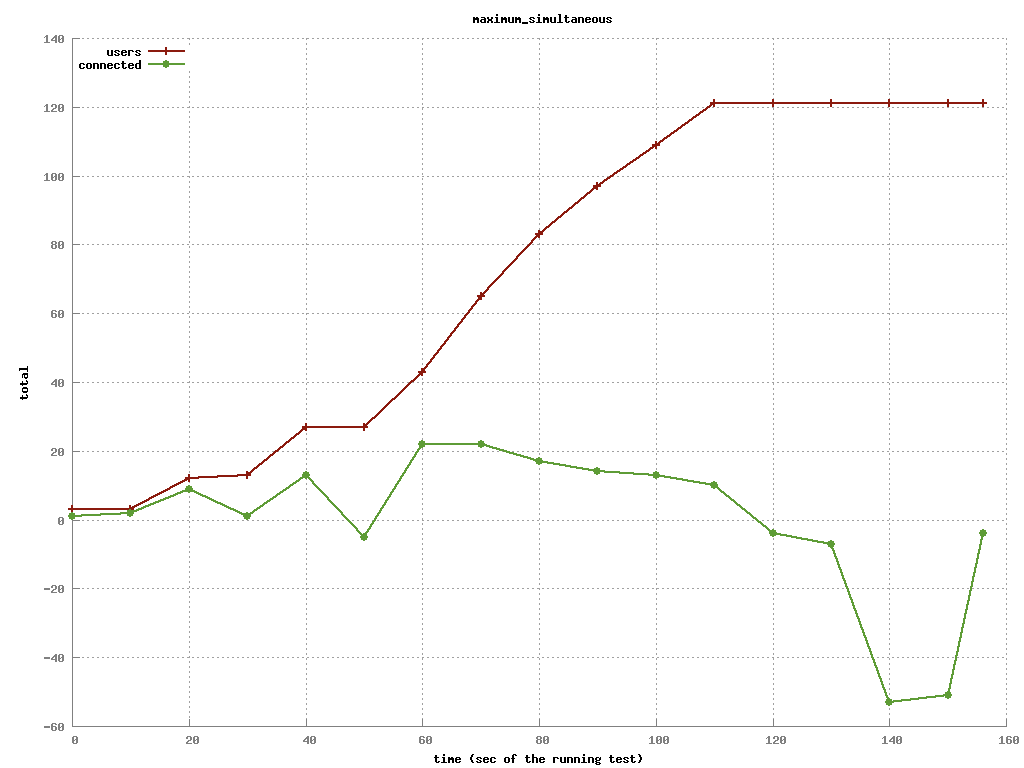 maximum_simultaneous
users
connected
140
120
100
80
60
40
20
0
-20
-40
-60
total
0 20 40 60 80 100 120 140 160
time (sec of the running test)